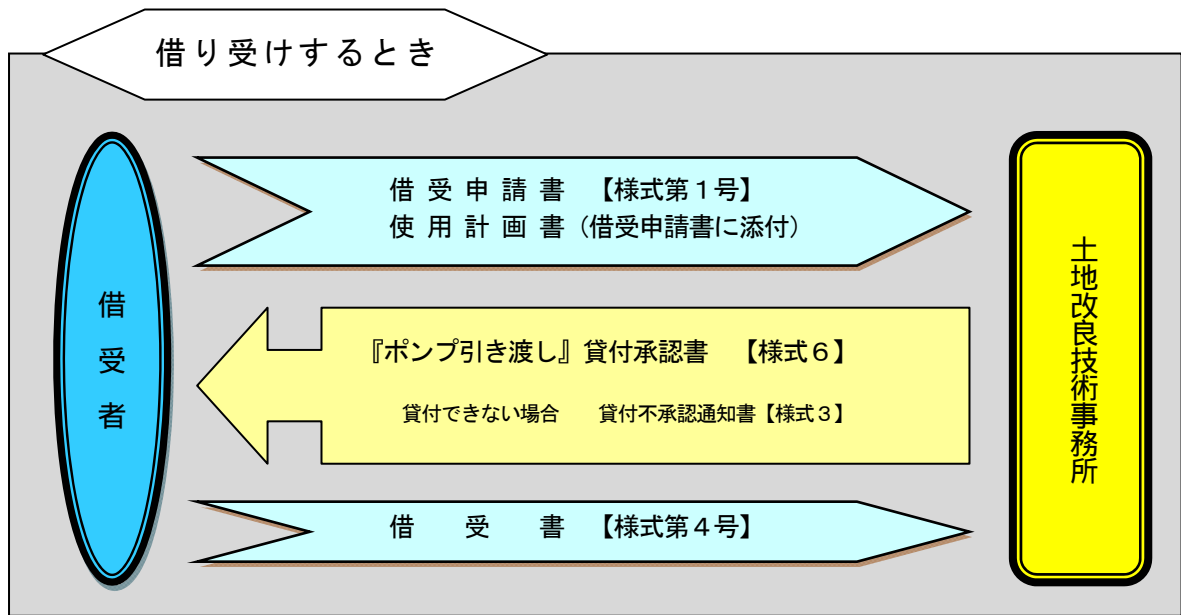 借り受けするとき
借受者
借受申請書 【様式第１号】
使用計画書（借受申請書に添付）
『ポンプ引き渡し』貸付承認書 【様式６】
貸付できない場合 貸付不承認通知書【様式３】
借受書 【様式第４号】
土地改良技術事務所